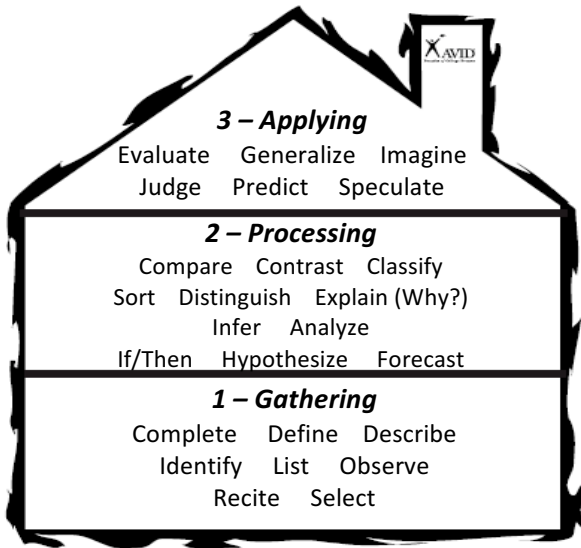 AVID
3 – Applying
Evaluate Generalize Imagine
Judge Predict Speculate
2 – Processing
Compare Contrast Classify
Sort Distinguish Explain (Why?)
Infer Analyze
If/Then Hypothesize Forecast
1 – Gathering
Complete Define Describe
Identify List Observe
Recite Select